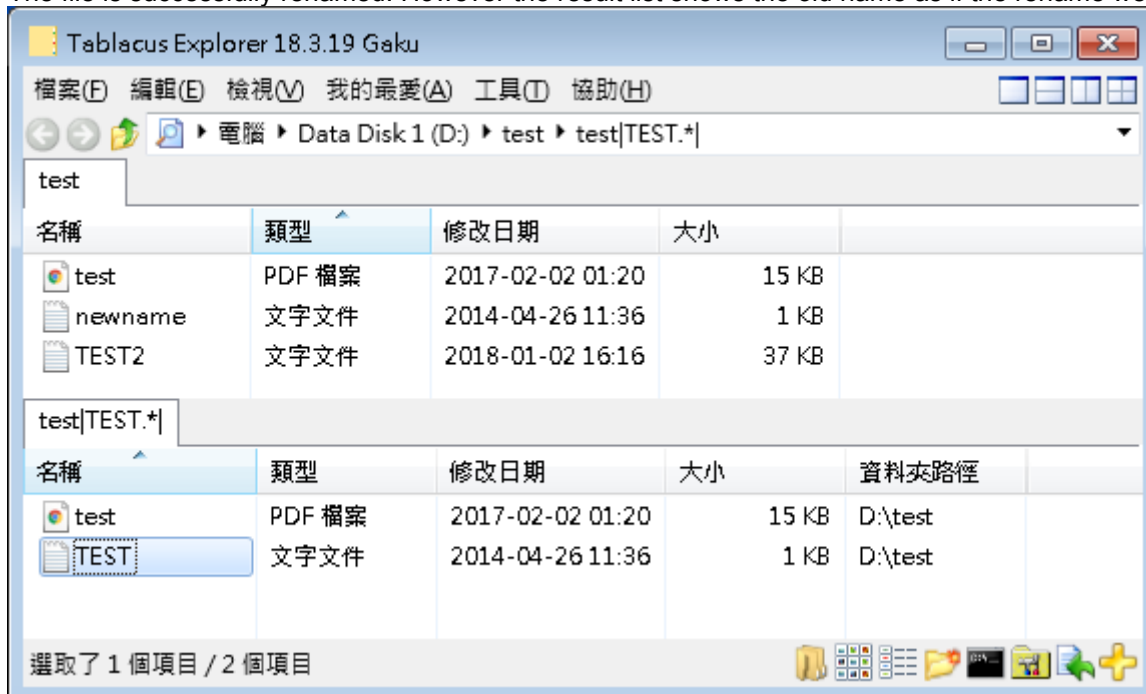 The file is successfully renamed. However the result list shows the old name as if the rename we
Tablacus Explorer 18.3.19 Gaku
檔案(F) 編輯(E) 檢視(V) 我的最愛(A) 工具(T) 協助(H)
電腦 Data Disk 1 (D:) test test|TEST.*|
test
名稱 類型 修改日期 大小
test PDF 檔案 2017-02-02 01:20 15 KB
newname 文字文件 2014-04-26 11:36 1 KB
TEST2 文字文件 2018-01-02 16:16 37 KB
test|TEST.*|
名稱 類型 修改日期 大小 資料夾路徑
test PDF 檔案 2017-02-02 01:20 15 KB D:\test
TEST 文字文件 2014-04-26 11:36 1 KB D:\test
選取了 1 個項目 / 2 個項目